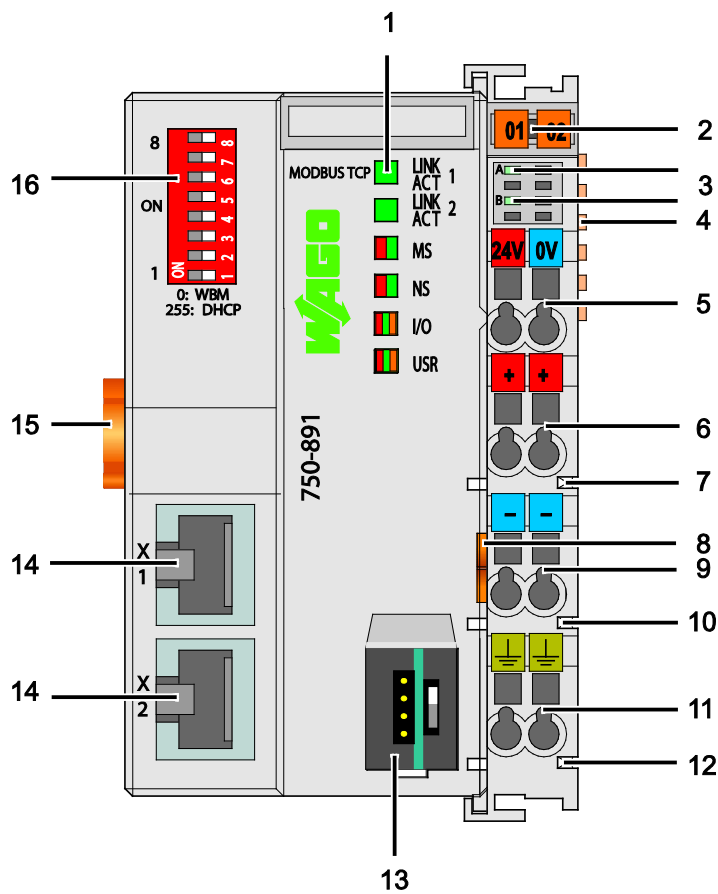 1
01 02
2
8
8
7
6
5
4
3
2
1
ON
1
ON
16
0: WBM
255: DHCP
MODBUS TCP
LINK
ACT 1
LINK
ACT 2
MS
NS
I/O
USR
WAGO
750-891
A
B
3
4
24V 0V
5
+ +
6
7
- -
8
9
10
11
12
15
X
1
14
X
2
14
13